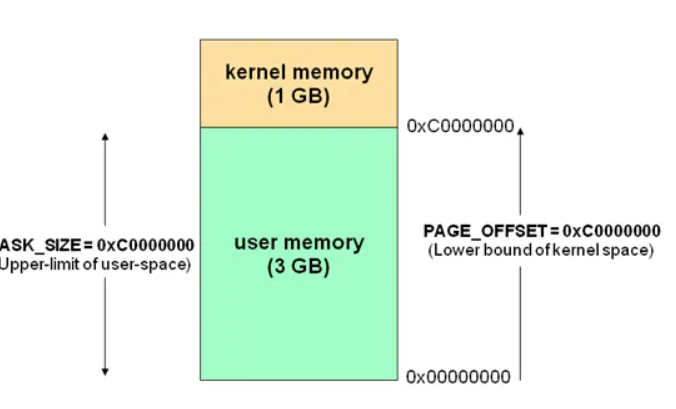 kernel memory
(1 GB)
0xC0000000
ASK_SIZE = 0xC0000000
Upper-limit of user-space)
user memory
(3 GB)
PAGE_OFFSET = 0xC0000000
(Lower bound of kernel space)
0x00000000